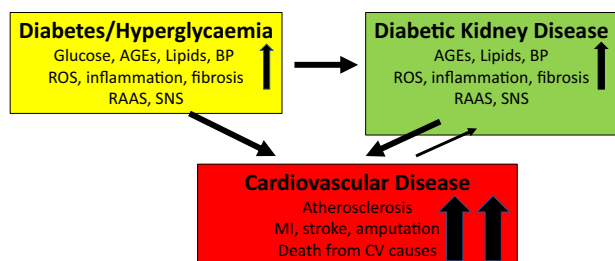 Diabetes/Hyperglycaemia
Glucose, AGEs, Lipids, BP
ROS, inflammation, fibrosis
RAAS, SNS
Diabetic Kidney Disease
AGEs, Lipids, BP
ROS, inflammation, fibrosis
RAAS, SNS
Cardiovascular Disease
Atherosclerosis
MI, stroke, amputation
Death from CV causes